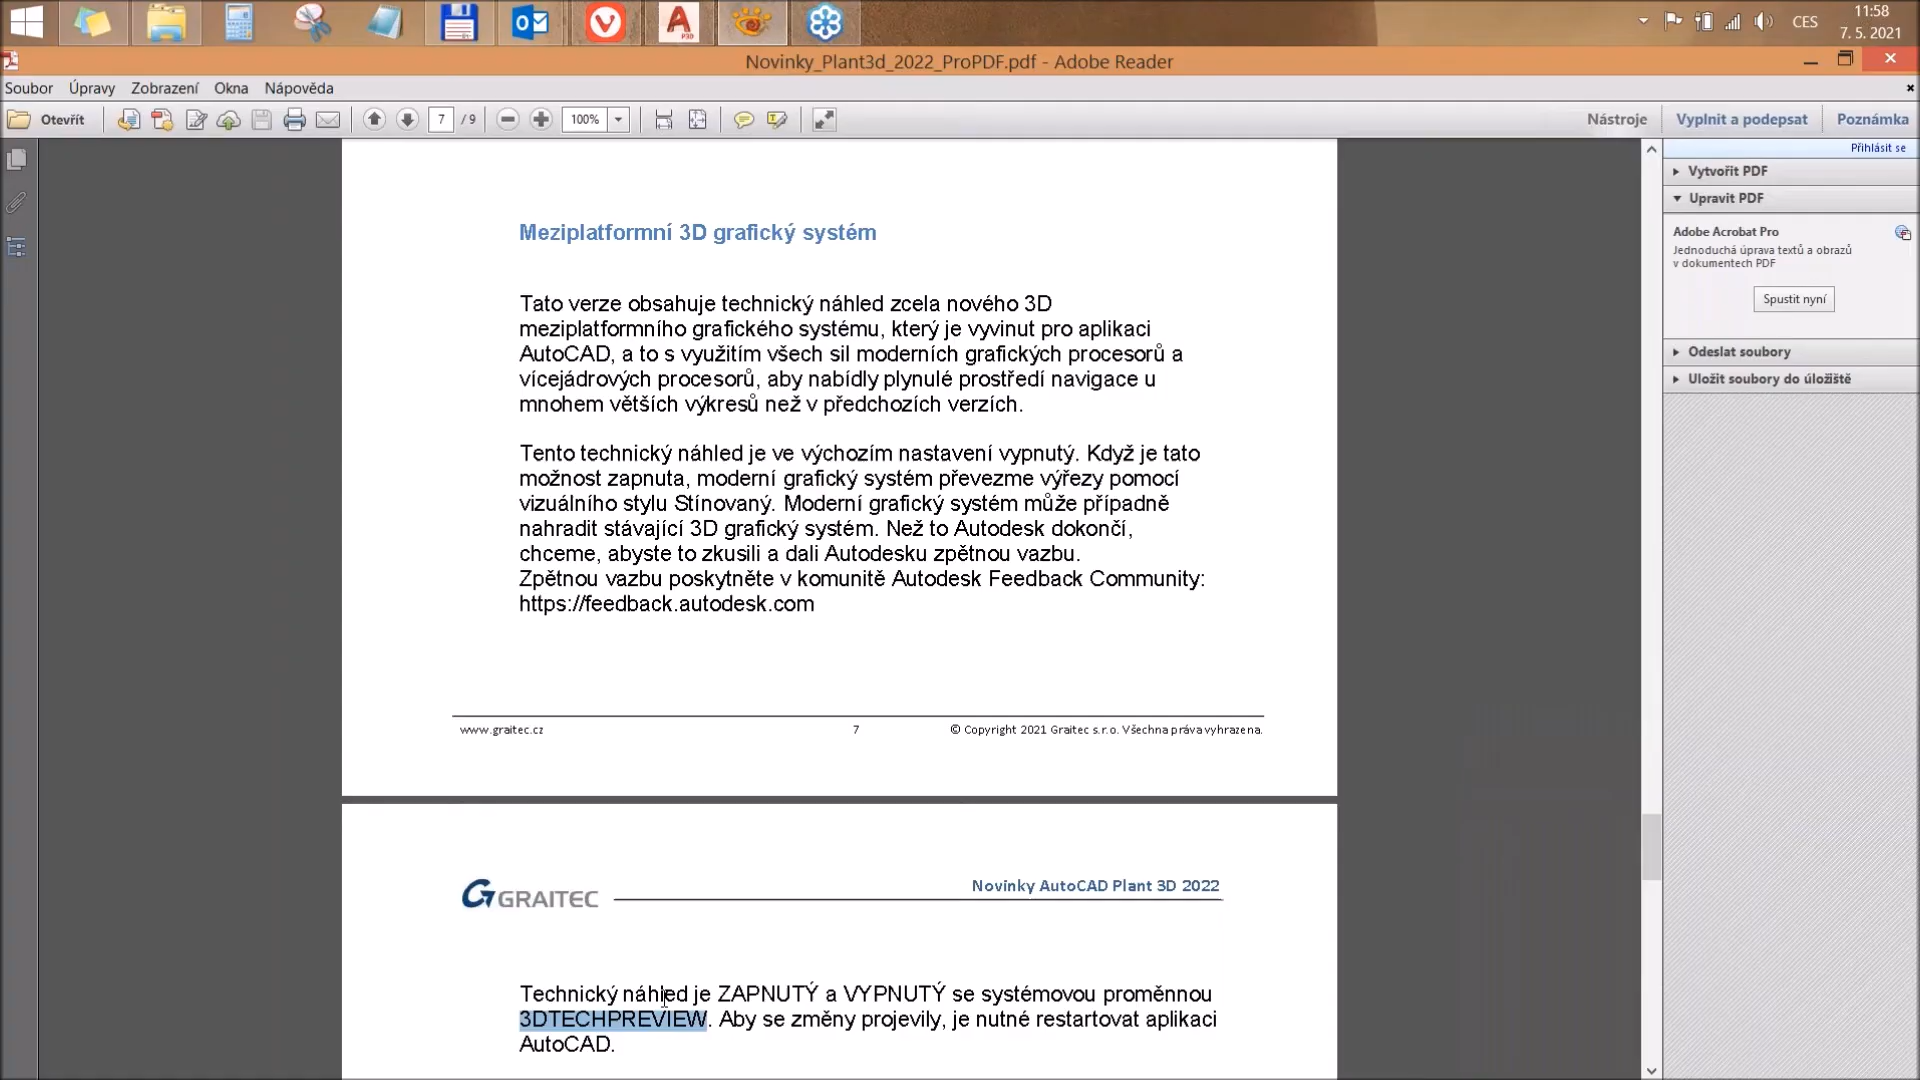 CES
11:58
7. 5. 2021
Novinky_Plant3d_2022_ProPDF.pdf - Adobe Reader
Soubor Úpravy Zobrazení Okna Nápověda
Otevřít 7 / 9 100% Nástroje Vyplnit a podepsat Poznámka
Přihlásit se
Vytvořit PDF
Upravit PDF
Adobe Acrobat Pro
Jednoduchá úprava textů a obrazů
v dokumentech PDF
Spustit nyní
Odeslat soubory
Uložit soubory do úložiště
Meziplatformní 3D grafický systém
Tato verze obsahuje technický náhled zcela nového 3D
meziplatformního grafického systému, který je vyvinut pro aplikaci
AutoCAD, a to s využitím všech sil moderních grafických procesorů a
vícejádrových procesorů, aby nabídly plynulé prostředí navigace u
mnohem větších výkresů než v předchozích verzích.
Tento technický náhled je ve výchozím nastavení vypnutý. Když je tato
možnost zapnuta, moderní grafický systém převezme výřezy pomocí
vizuálního stylu Stínovaný. Moderní grafický systém může případně
nahradit stávající 3D grafický systém. Než to Autodesk dokončí,
chceme, abyste to zkusili a dali Autodesku zpětnou vazbu.
Zpětnou vazbu poskytněte v komunitě Autodesk Feedback Community:
https://feedback.autodesk.com
www.graitec.cz 7 © Copyright 2021 Graitec s.r.o. Všechna práva vyhrazena.
GRAITEC Novinky AutoCAD Plant 3D 2022
Technický náhled je ZAPNUTÝ a VYPNUTÝ se systémovou proměnnou
3DTECHPREVIEW. Aby se změny projevily, je nutné restartovat aplikaci
AutoCAD.